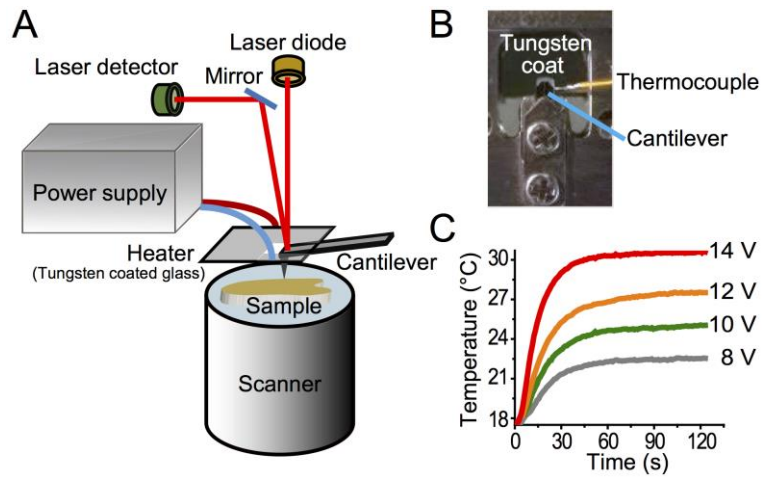 A
Laser diode
Laser detector
Mirror
Power supply
Heater
(Tungsten coated glass)
Cantilever
Sample
Scanner
B
Tungsten
coat
Thermocouple
Cantilever
C
Temperature (°C)
30
27
24
21
18
14 V
12 V
10 V
8 V
0 30 60 90 120
Time (s)